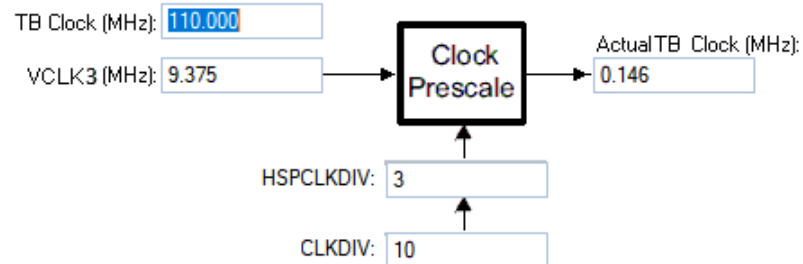 TB Clock (MHz): 110.000
VCLK3 (MHz): 9.375
Clock
Prescale
ActualTB Clock (MHz):
0.146
HSPCLKDIV: 3
CLKDIV: 10